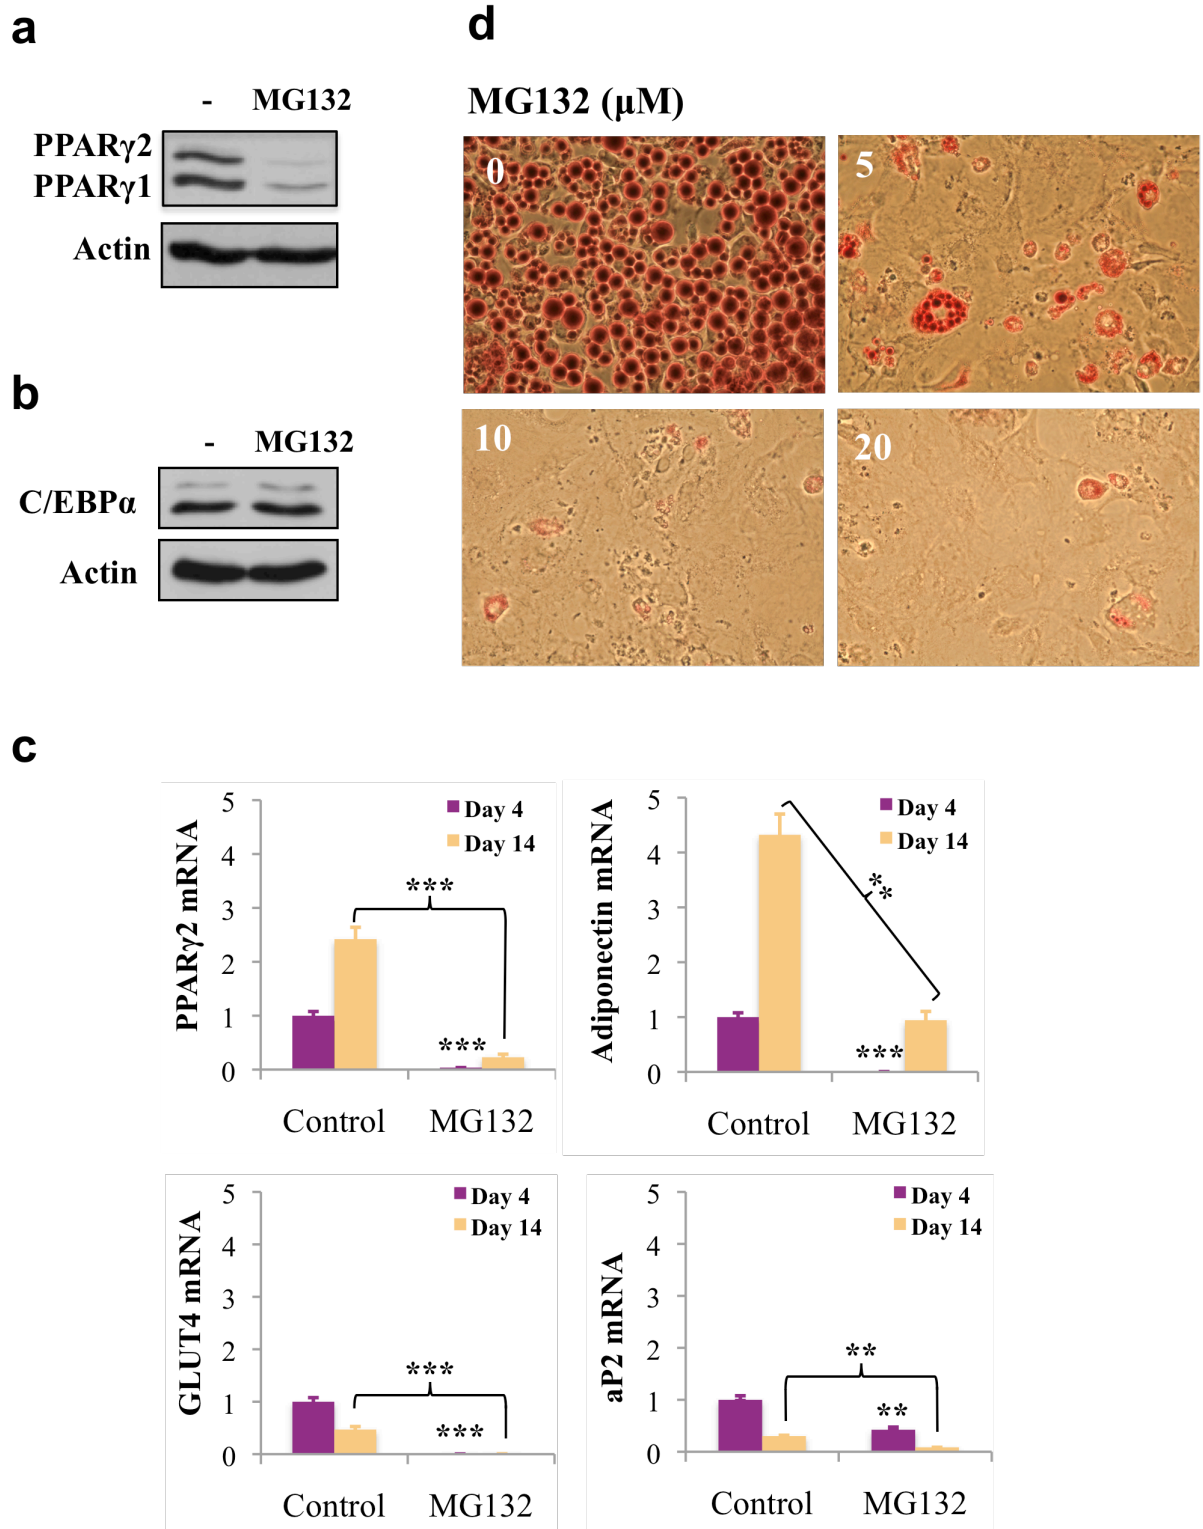 a
- MG132
PPARγ2
PPARγ1
Actin
b
- MG132
C/EBPα
Actin
d
MG132 (μM)
0
5
10
20
c
PPARγ2 mRNA
5
4
3
2
1
0
Day 4
Day 14
***
***
Control MG132
Adiponectin mRNA
5
4
3
2
1
0
Day 4
Day 14
**
***
Control MG132
GLUT4 mRNA
5
4
3
2
1
0
Day 4
Day 14
***
***
Control MG132
aP2 mRNA
5
4
3
2
1
0
Day 4
Day 14
**
**
Control MG132